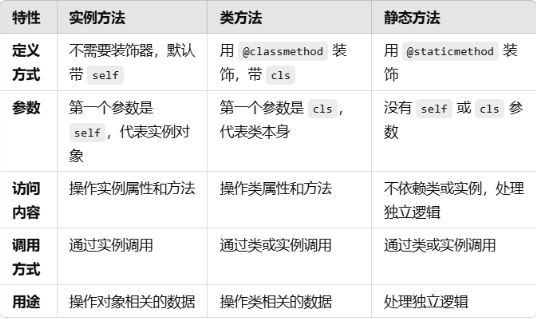 特性 实例方法 类方法 静态方法
定义方式 不需要装饰器，默认带 self 用 @classmethod 装饰，带 cls 用 @staticmethod 装饰
参数 第一个参数是 self，代表实例对象 第一个参数是 cls，代表类本身 没有 self 或 cls 参数
访问内容 操作实例属性和方法 操作类属性和方法 不依赖类或实例，处理独立逻辑
调用方式 通过实例调用 通过类或实例调用 通过类或实例调用
用途 操作对象相关的数据 操作类相关的数据 处理独立逻辑